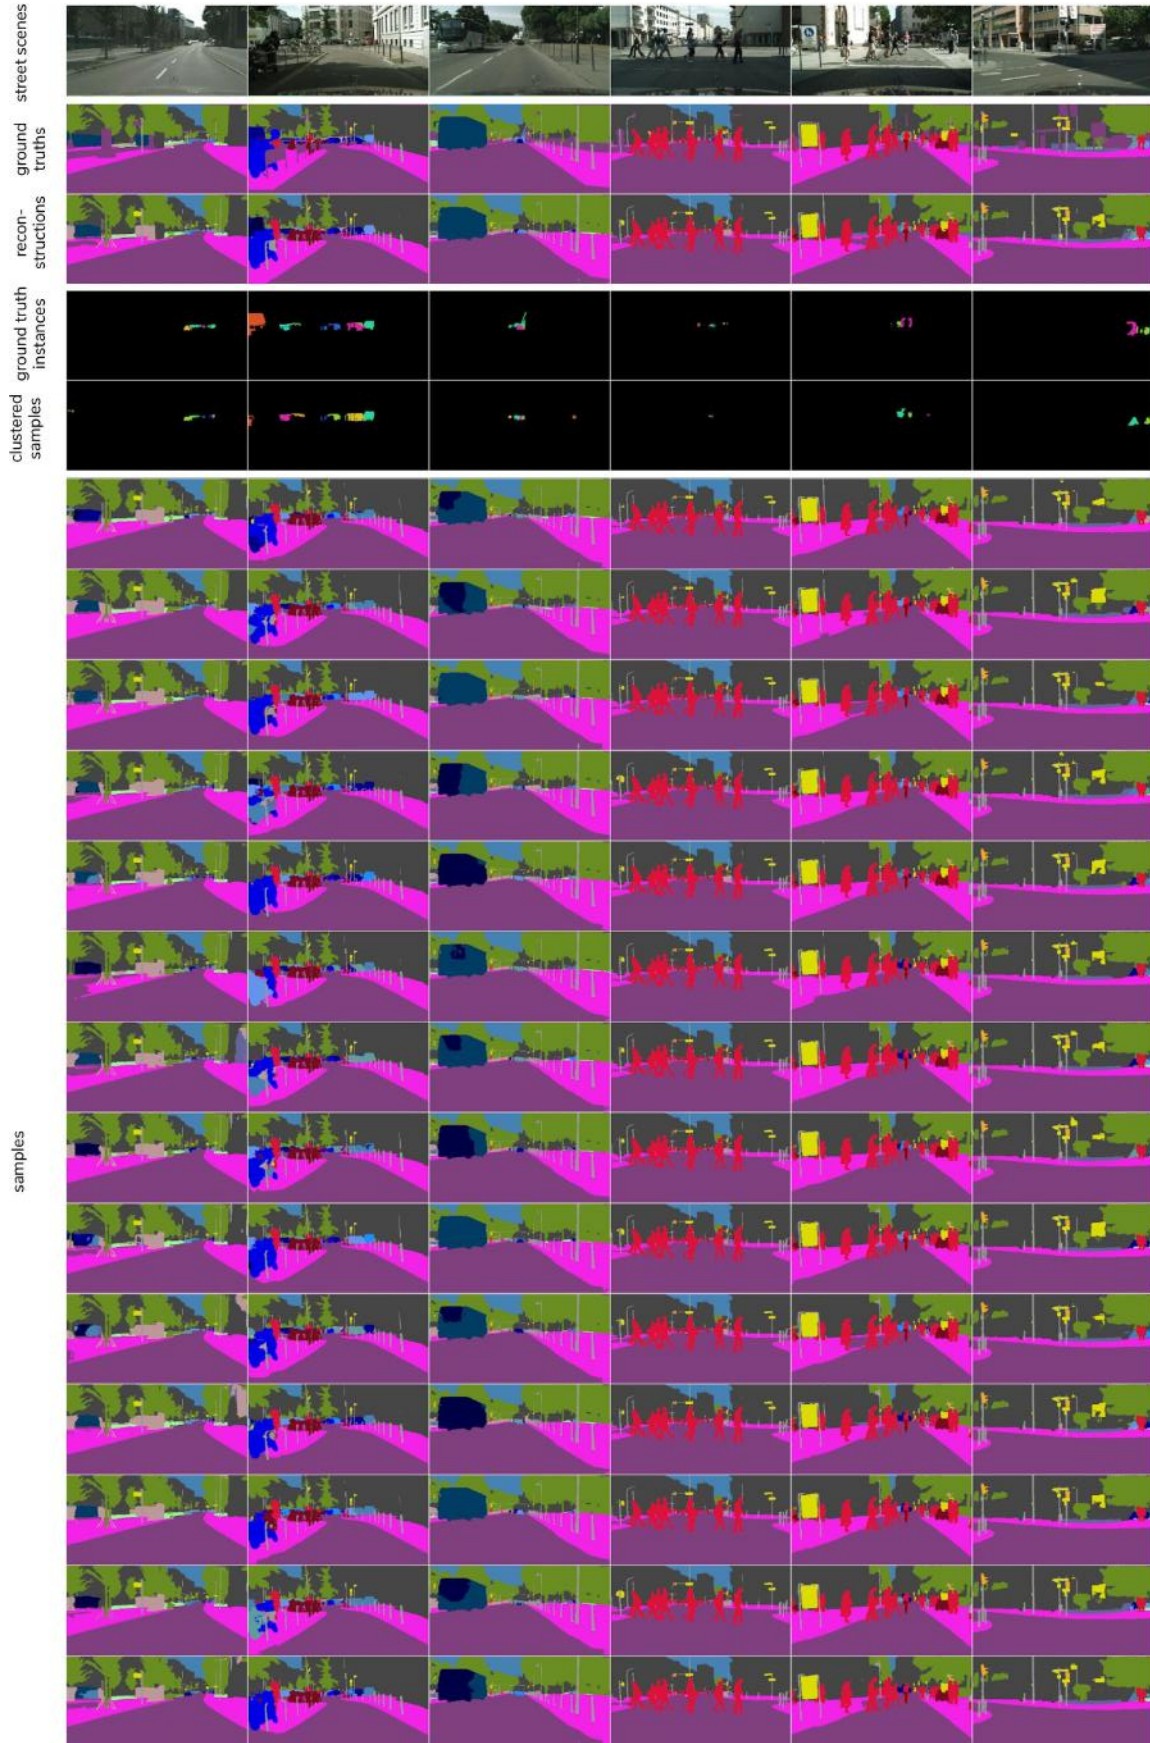 street scenes
ground
truths
recon-
structions
ground truth
instances
clustered
samples
samples